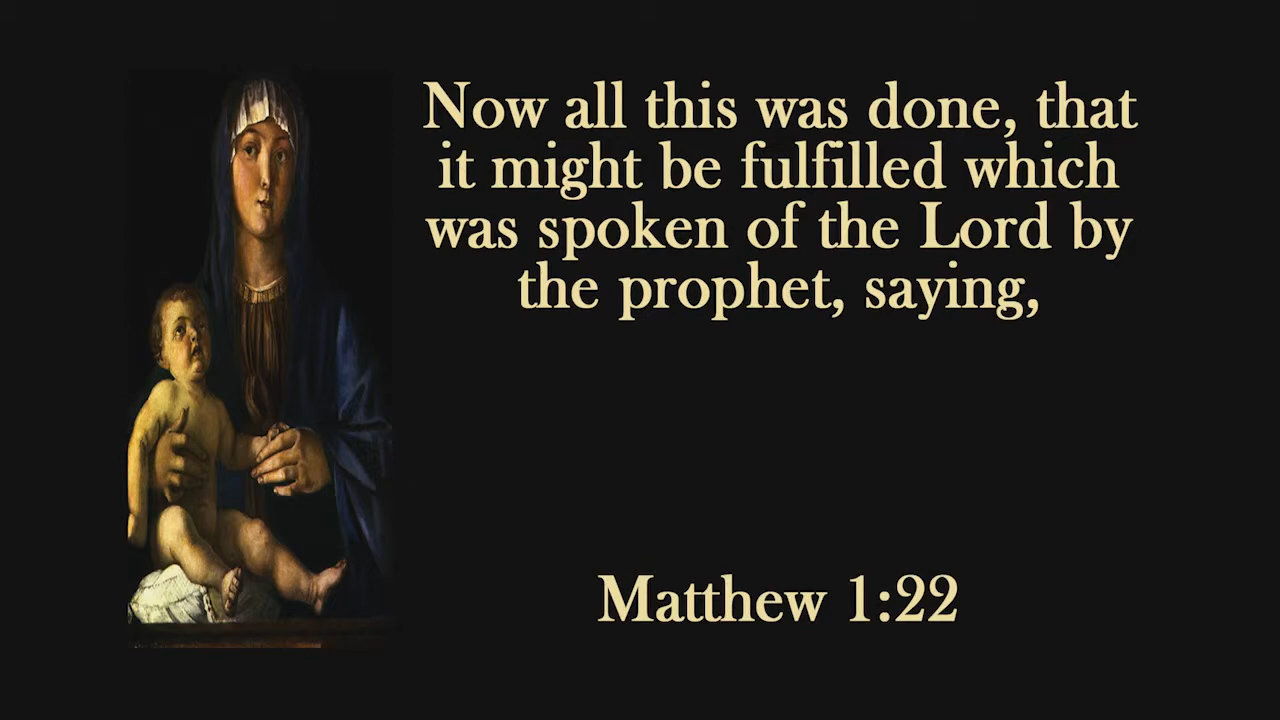 Now all this was done, that
it might be fulfilled which
was spoken of the Lord by
the prophet, saying,
Matthew 1:22